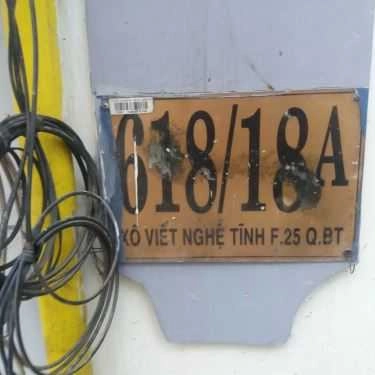 618/18A
XÔ VIẾT NGHỆ TĨNH F.25 Q.BT